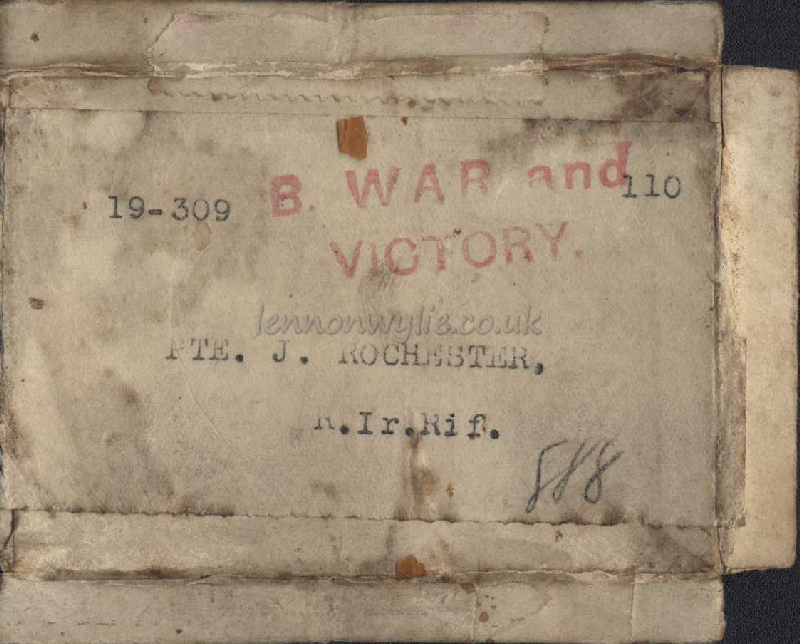 19-309 B. WAR and 110
VICTORY.
lennonwylie.co.uk
PTE. J. ROCHESTER,
R.Ir.Rif.
888